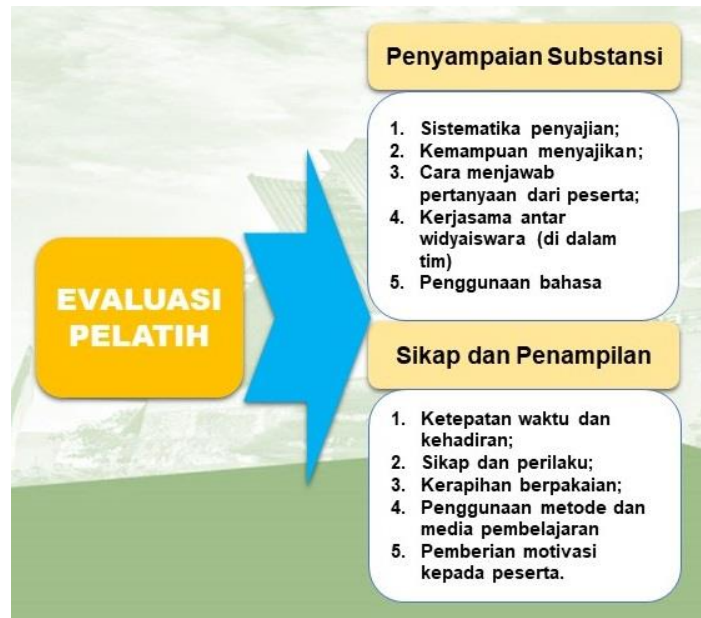 EVALUASI
PELATIH
Penyampaian Substansi
1. Sistematika penyajian;
2. Kemampuan menyajikan;
3. Cara menjawab
pertanyaan dari peserta;
4. Kerjasama antar
widyaiswara (di dalam
tim)
5. Penggunaan bahasa
Sikap dan Penampilan
1. Ketepatan waktu dan
kehadiran;
2. Sikap dan perilaku;
3. Kerapihan berpakaian;
4. Penggunaan metode dan
media pembelajaran
5. Pemberian motivasi
kepada peserta.